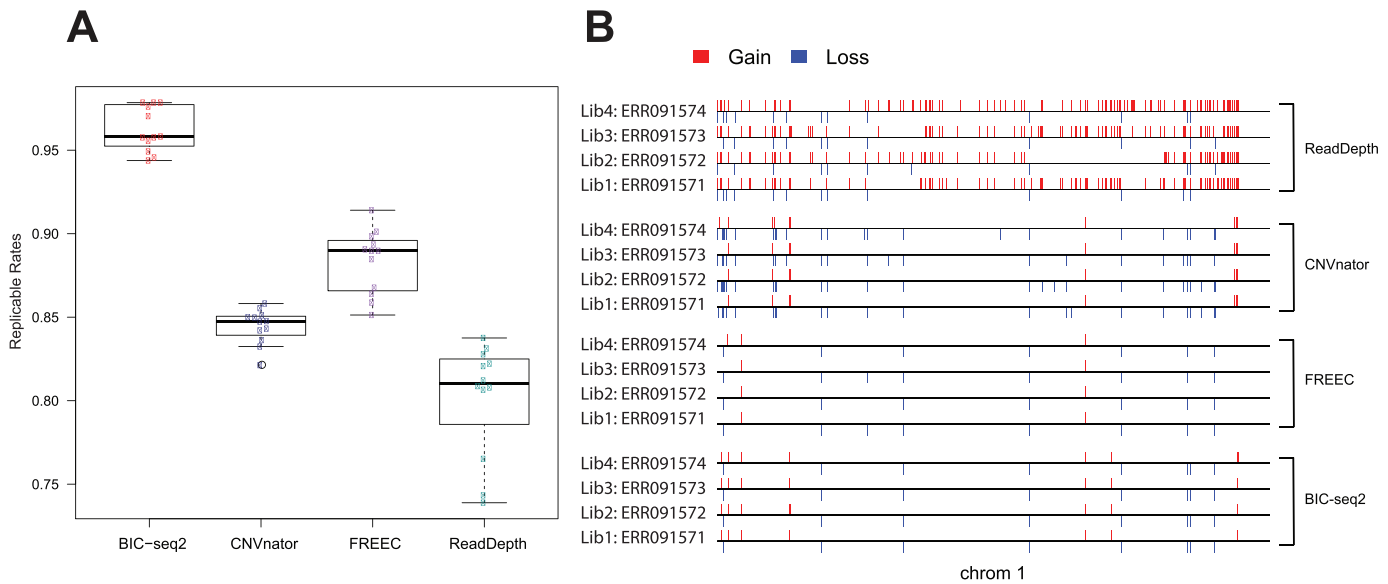 A
Replicable Rates
0.95
0.90
0.85
0.80
0.75
BIC−seq2 CNVnator FREEC ReadDepth
B
Gain Loss
Lib4: ERR091574
Lib3: ERR091573
Lib2: ERR091572
Lib1: ERR091571
ReadDepth
Lib4: ERR091574
Lib3: ERR091573
Lib2: ERR091572
Lib1: ERR091571
CNVnator
Lib4: ERR091574
Lib3: ERR091573
Lib2: ERR091572
Lib1: ERR091571
FREEC
Lib4: ERR091574
Lib3: ERR091573
Lib2: ERR091572
Lib1: ERR091571
BIC-seq2
chrom 1